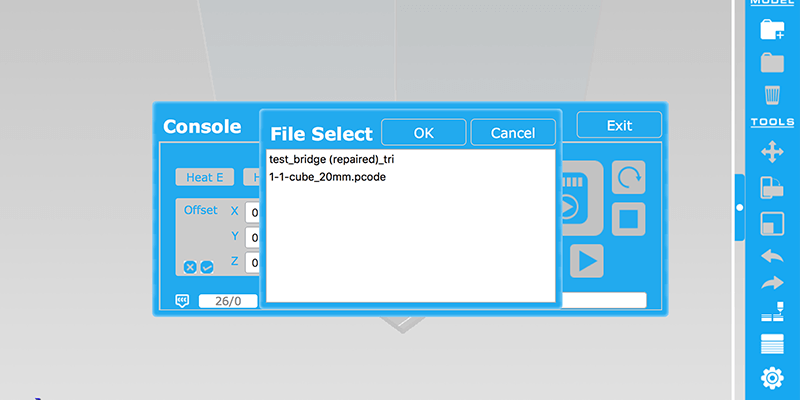 MODEL
Console
File Select
OK
Cancel
Exit
test_bridge (repaired)_tri
1-1-cube_20mm.pcode
Heat E
H
Offset
X
0
Y
0
Z
0
26/0
TOOLS